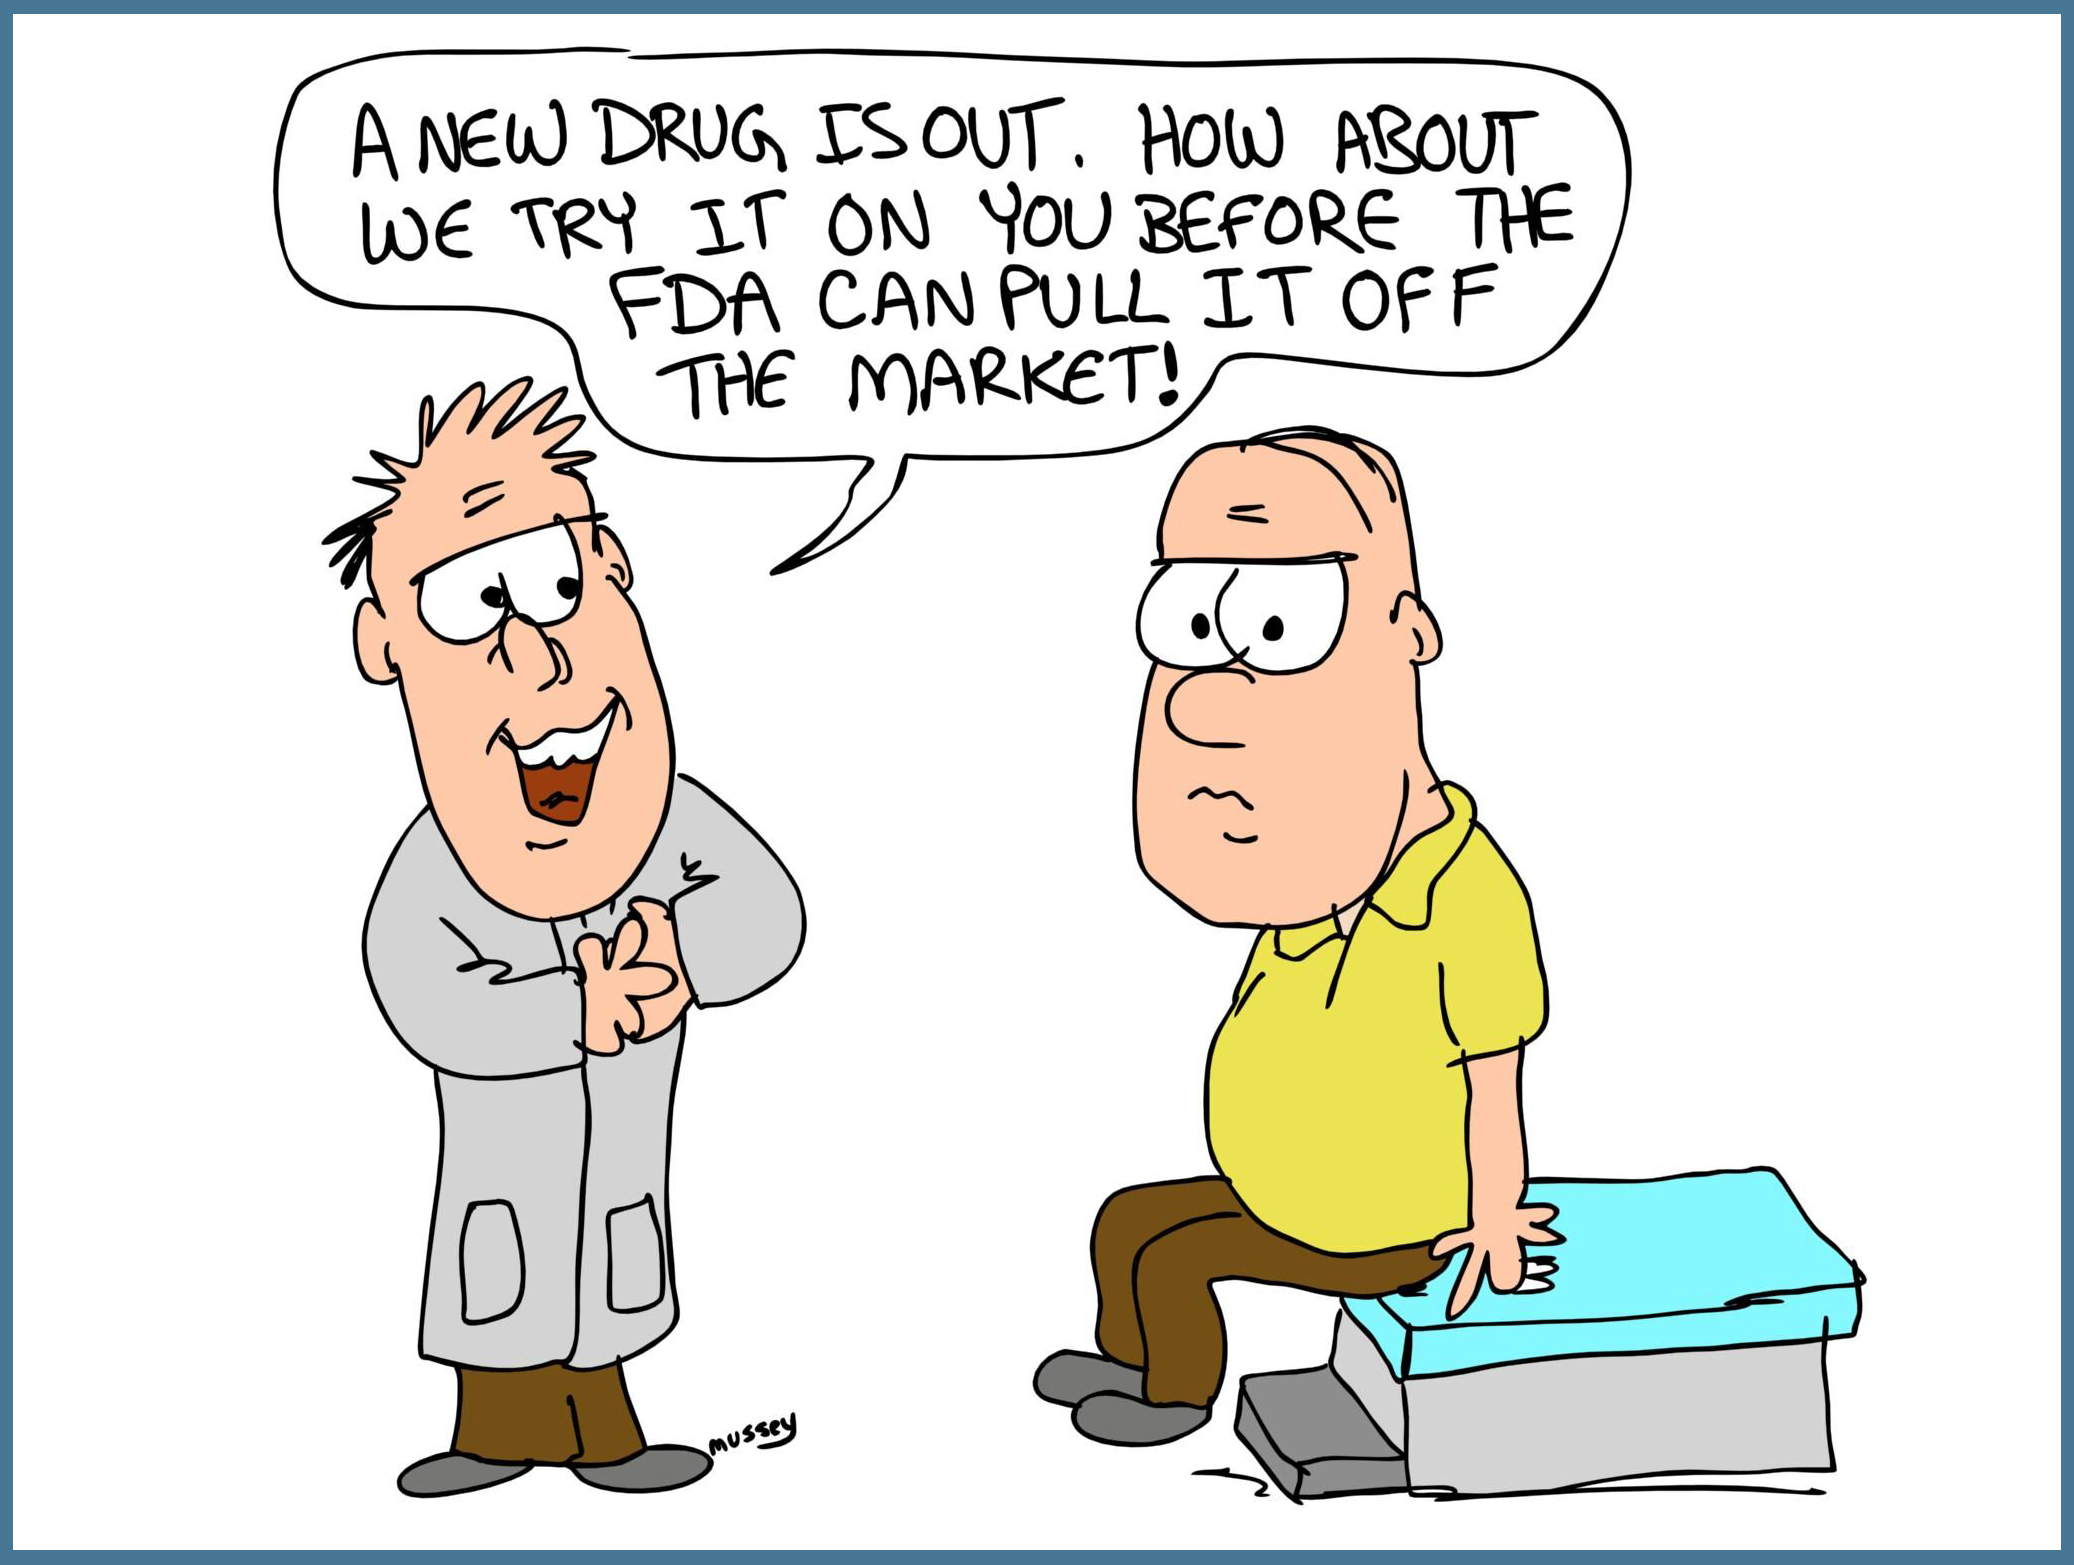 A NEW DRUG IS OUT. HOW ABOUT
WE TRY IT ON YOU BEFORE THE
FDA CAN PULL IT OFF
THE MARKET!
mussey